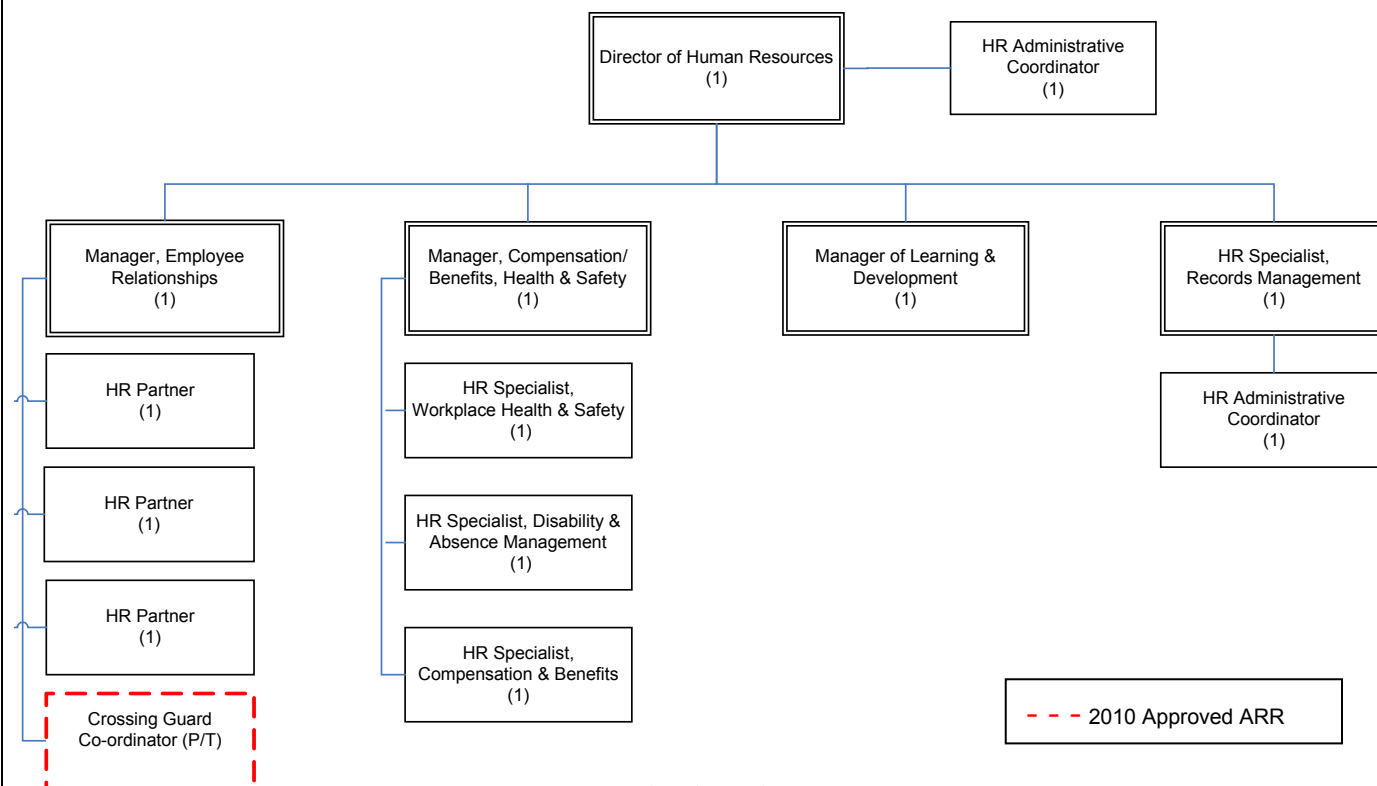 Director of Human Resources
(1)
HR Administrative
Coordinator
(1)
Manager, Employee
Relationships
(1)
Manager, Compensation/
Benefits, Health & Safety
(1)
Manager of Learning &
Development
(1)
HR Specialist,
Records Management
(1)
HR Partner
(1)
HR Partner
(1)
HR Partner
(1)
Crossing Guard
Co-ordinator (P/T)
HR Specialist,
Workplace Health & Safety
(1)
HR Specialist, Disability &
Absence Management
(1)
HR Specialist,
Compensation & Benefits
(1)
HR Administrative
Coordinator
(1)
2010 Approved ARR